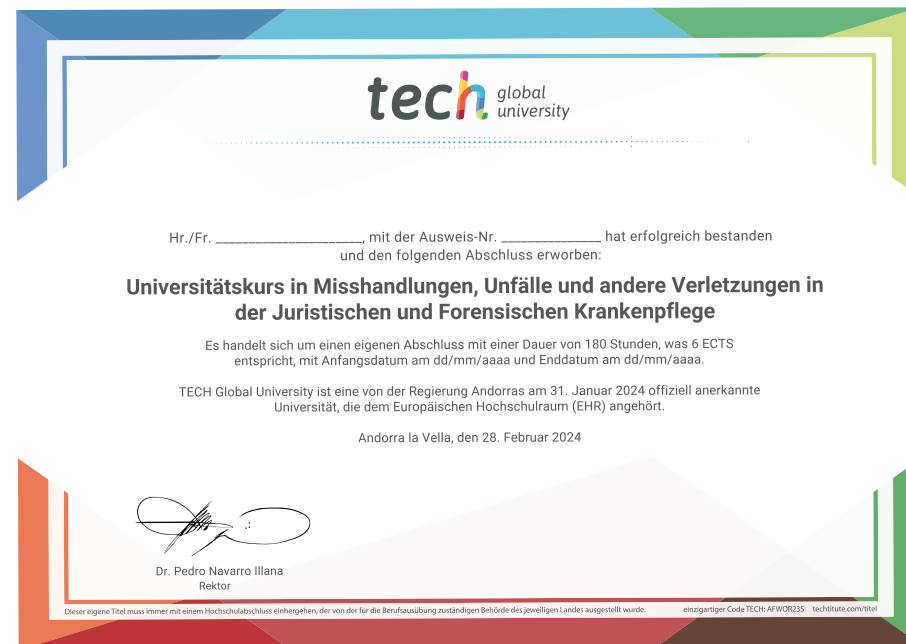 tech global university
Hr./Fr. ______________________, mit der Ausweis-Nr. _______________ hat erfolgreich bestanden
und den folgenden Abschluss erworben:
Universitätskurs in Misshandlungen, Unfälle und andere Verletzungen in
der Juristischen und Forensischen Krankenpflege
Es handelt sich um einen eigenen Abschluss mit einer Dauer von 180 Stunden, was 6 ECTS
entspricht, mit Anfangsdatum am dd/mm/aaaa und Enddatum am dd/mm/aaaa.
TECH Global University ist eine von der Regierung Andorras am 31. Januar 2024 offiziell anerkannte
Universität, die dem Europäischen Hochschulraum (EHR) angehört.
Andorra la Vella, den 28. Februar 2024
Dr. Pedro Navarro Illana
Rektor
Dieser eigene Titel muss immer mit einem Hochschulabschluss einhergehen, der von der für die Berufsausübung zuständigen Behörde des jeweiligen Landes ausgestellt wurde. einzigartiger Code TECH: AFWOR235 techtitute.com/titel